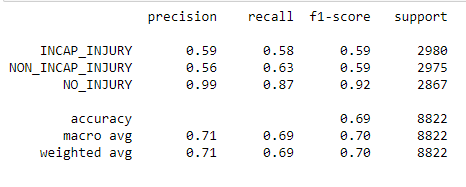 precision recall f1-score support
INCAP_INJURY 0.59 0.58 0.59 2980
NON_INCAP_INJURY 0.56 0.63 0.59 2975
NO_INJURY 0.99 0.87 0.92 2867
accuracy 0.69 8822
macro avg 0.71 0.69 0.70 8822
weighted avg 0.71 0.69 0.70 8822